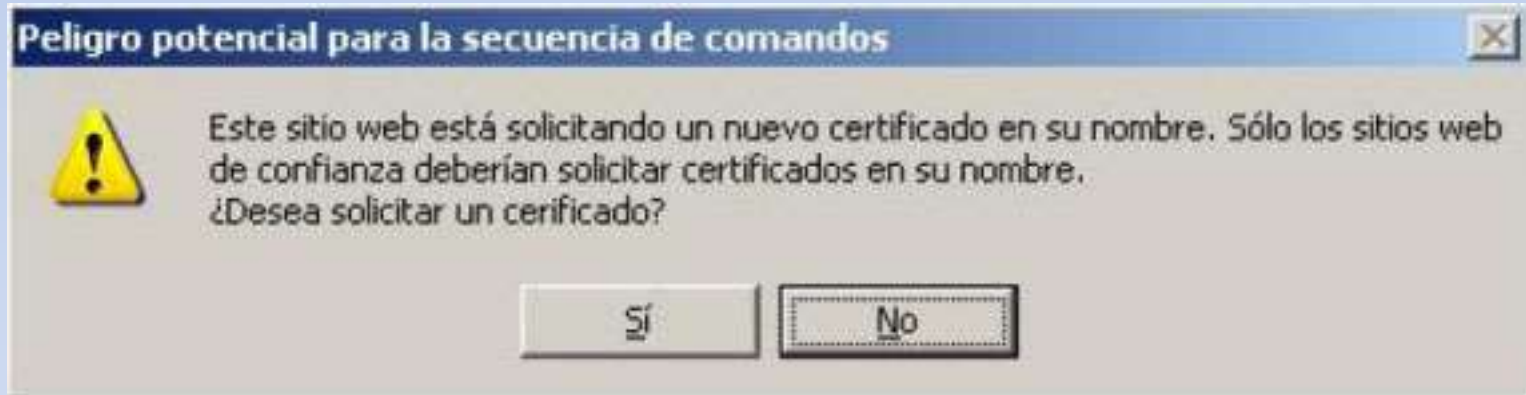 Peligro potencial para la secuencia de comandos
Este sitio web está solicitando un nuevo certificado en su nombre. Sólo los sitios web
de confianza deberían solicitar certificados en su nombre.
¿Desea solicitar un cerificado?
Sí
No